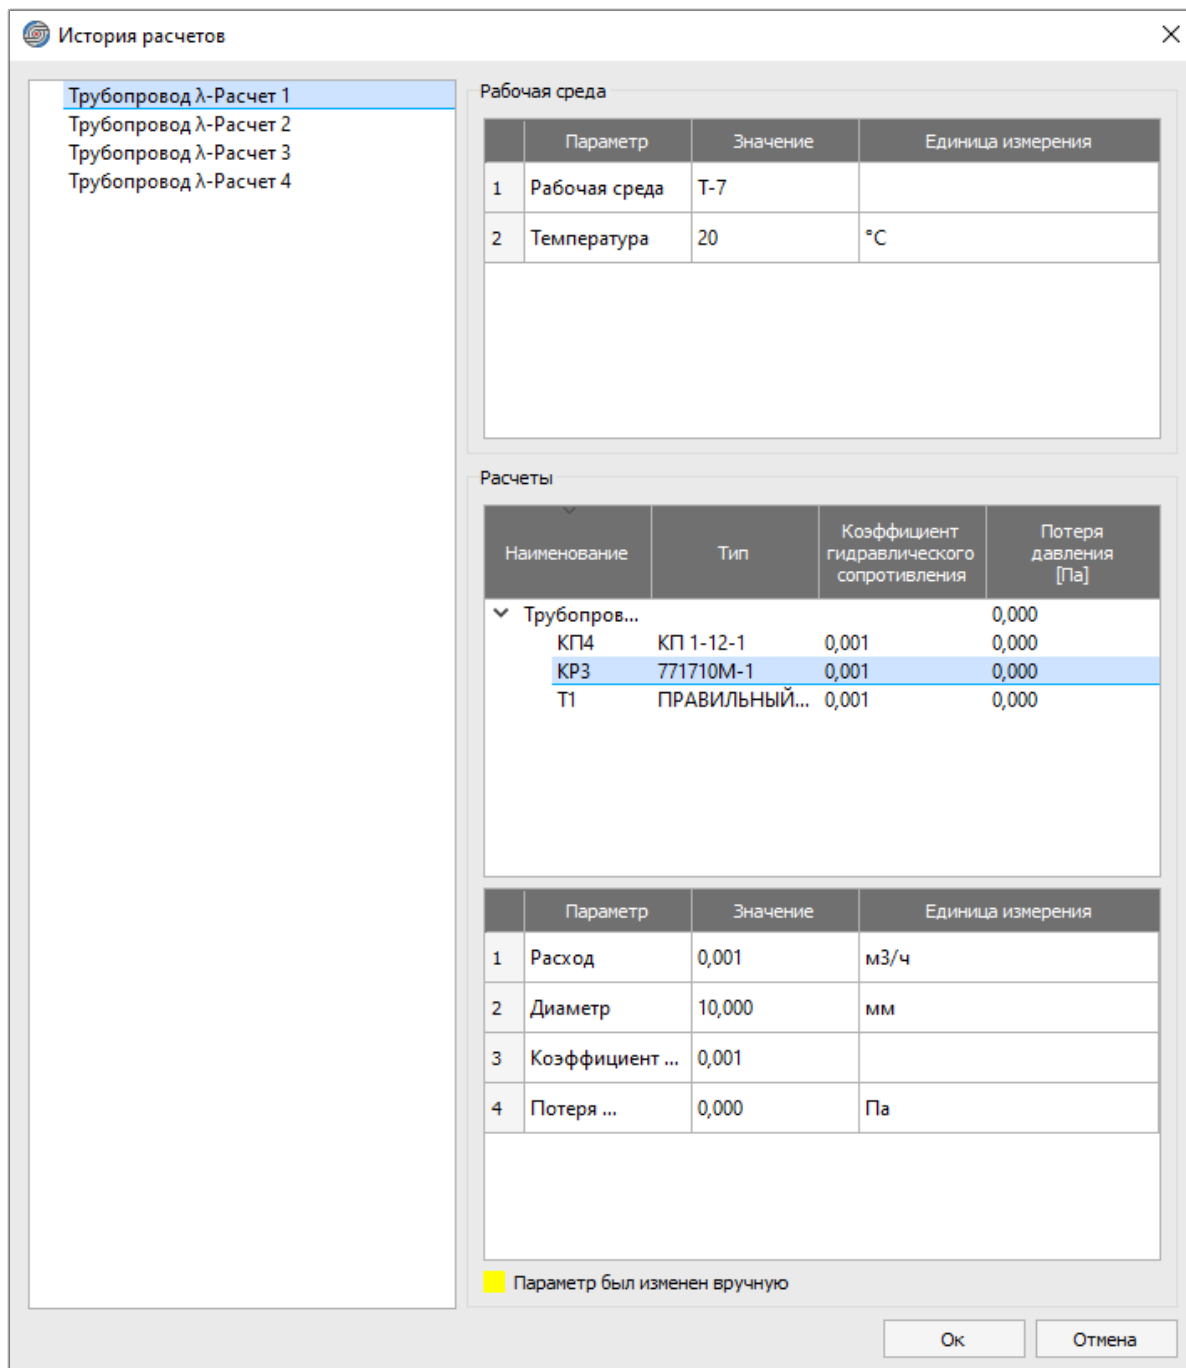 История расчетов
Трубопровод λ-Расчет 1
Трубопровод λ-Расчет 2
Трубопровод λ-Расчет 3
Трубопровод λ-Расчет 4
Рабочая среда
Параметр Значение Единица измерения
1 Рабочая среда Т-7
2 Температура 20 °С
Расчеты
Наименование Тип Коэффициент гидравлического сопротивления Потеря давления [Па]
Трубопров... 0,000
КП4 КП 1-12-1 0,001 0,000
КР3 771710М-1 0,001 0,000
Т1 ПРАВИЛЬНЫЙ... 0,001 0,000
Параметр Значение Единица измерения
1 Расход 0,001 м3/ч
2 Диаметр 10,000 мм
3 Коэффициент ... 0,001
4 Потеря ... 0,000 Па
Параметр был изменен вручную
Ок Отмена